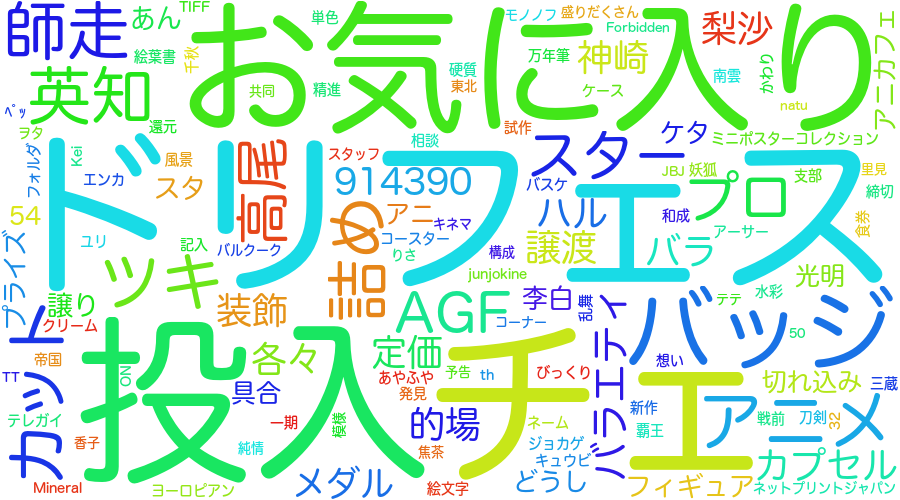 師走
あん
TIFF
単色
モノノフ
盛りだくさん
Forbidden
梨沙
お気に入り
絵葉書
千秋
英知
共同
精進
硬質
東北
万年筆
神崎
ケース
南雲
かわり
natu
アニカフェ
ペッ
ヲタ
還元
相談
試作
スター
ケタ
ミニポスターコレクション
フォルダ
Kei
エンカ
風景
スタ
スタッフ
高尾
914390
バスケ
JBJ
妖狐
支部
里見
締切
ドリフ
エス
プロス
54
ユリ
記入
バルクーク
詰め
アニ
キネマ
コースター
りさ
構成
ハル
和成
アーサー
食券
プライズ
ツキ
譲渡
バラ
junjokine
光明
譲り
装飾
AGF
李白
乱舞
テテ
水彩
バッジ
クリーム
コーナー
50
カット
帝国
ON
投入
各々
定価
チェ
バラエティ
想い
TT
具合
あやふや
予告
th
びっくり
切れ込み
三蔵
発見
アニメ
テレガイ
一期
模機
的場
ネーム
新作
戦前
刀剣
32
香子
純情
焦茶
ジョカゲ
覇王
キュウビ
カプセル
Mineral
ヨーロピアン
メダル
絵文字
どうし
フィギュア
ネットプリントジャパン